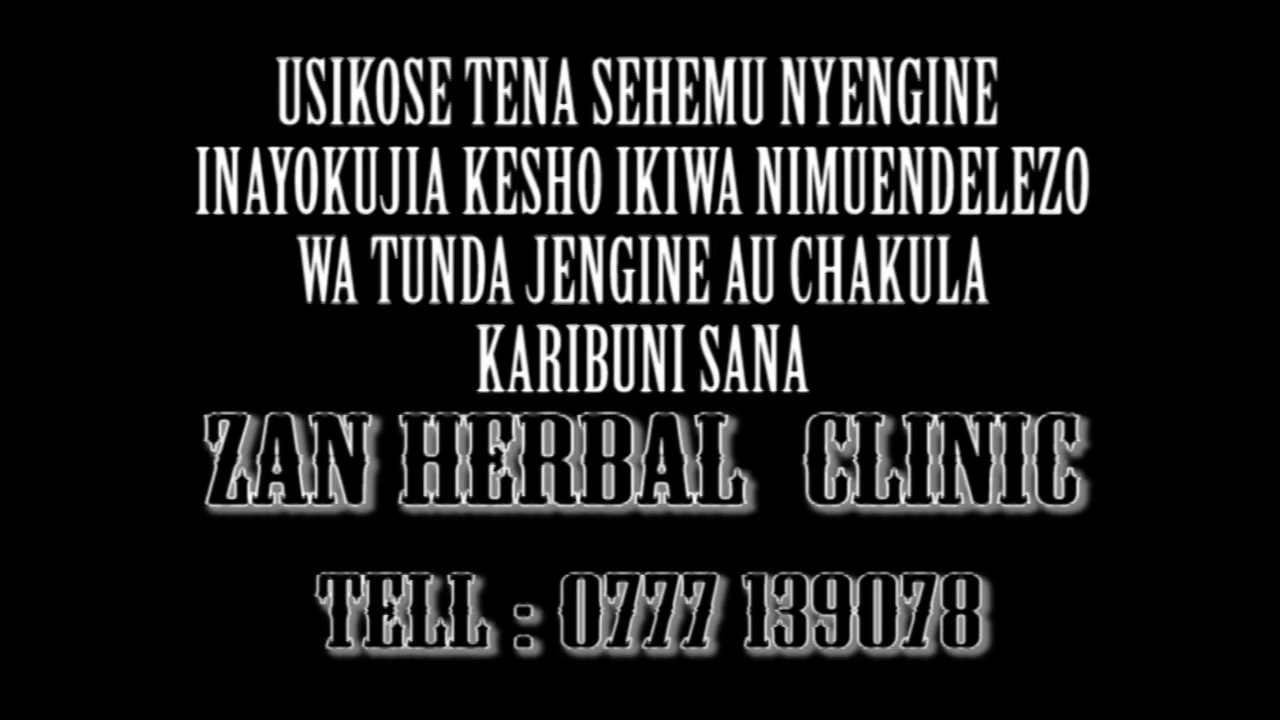 USIKOSE TENA SEHEMU NYENGINE
INAYOKUJIA KESHO IKIWA NIMUENDELEZO
WA TUNDA JENGINE AU CHAKULA
KARIBUNI SANA
ZAN HERBAL CLINIC
TELL : 0777 139078